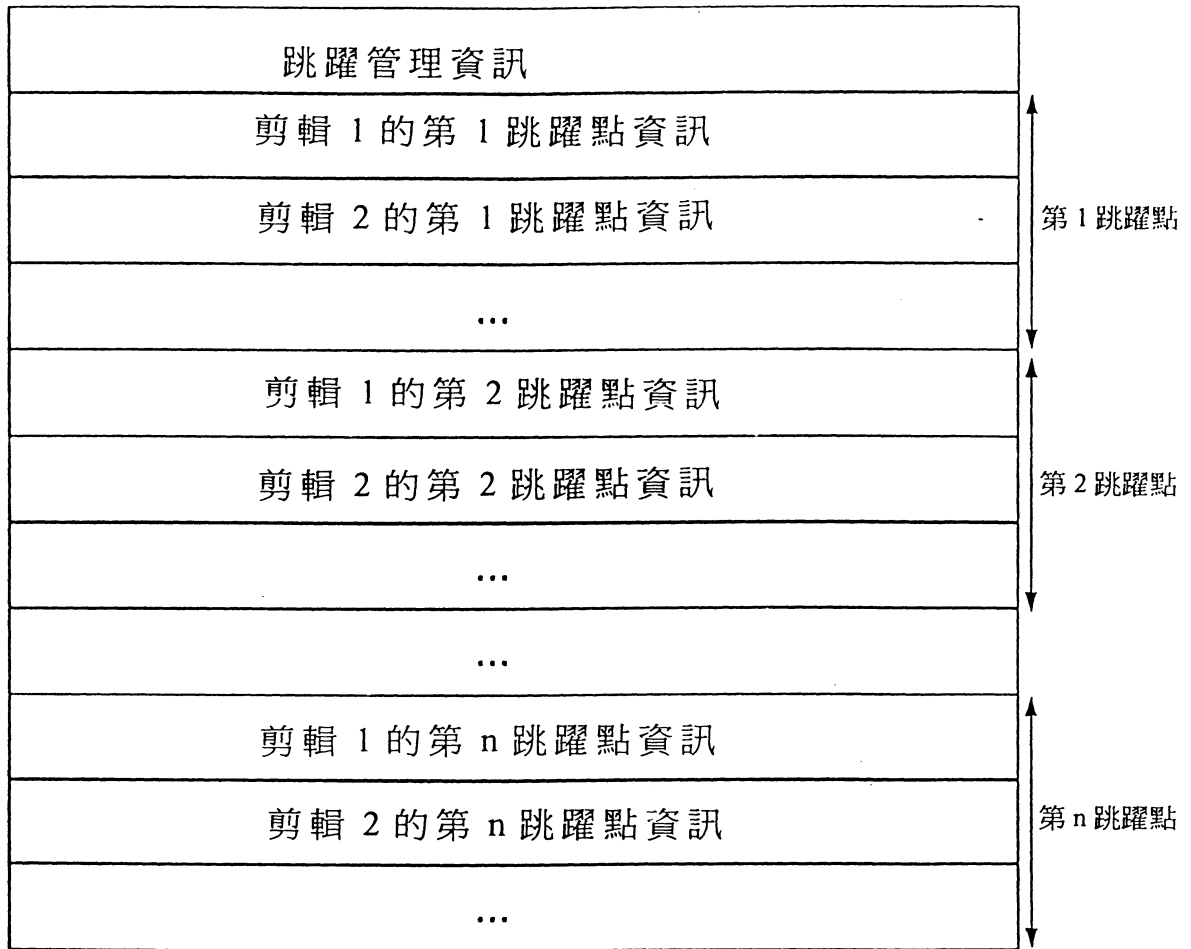 跳躍管理資訊
剪輯 1 的第 1 跳躍點資訊
剪輯 2 的第 1 跳躍點資訊
第 1 跳躍點
...
剪輯 1 的第 2 跳躍點資訊
剪輯 2 的第 2 跳躍點資訊
第 2 跳躍點
...
...
剪輯 1 的第 n 跳躍點資訊
剪輯 2 的第 n 跳躍點資訊
第 n 跳躍點
...